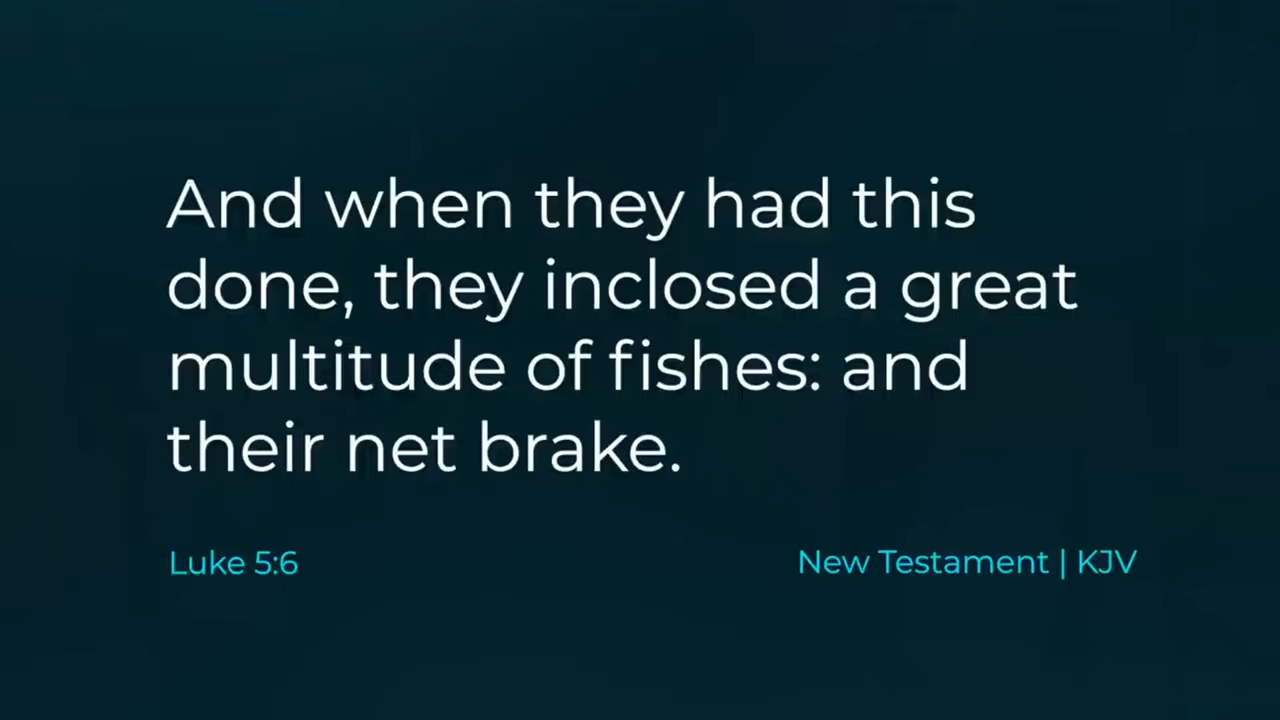 And when they had this
done, they inclosed a great
multitude of fishes: and
their net brake.
Luke 5:6
New Testament | KJV